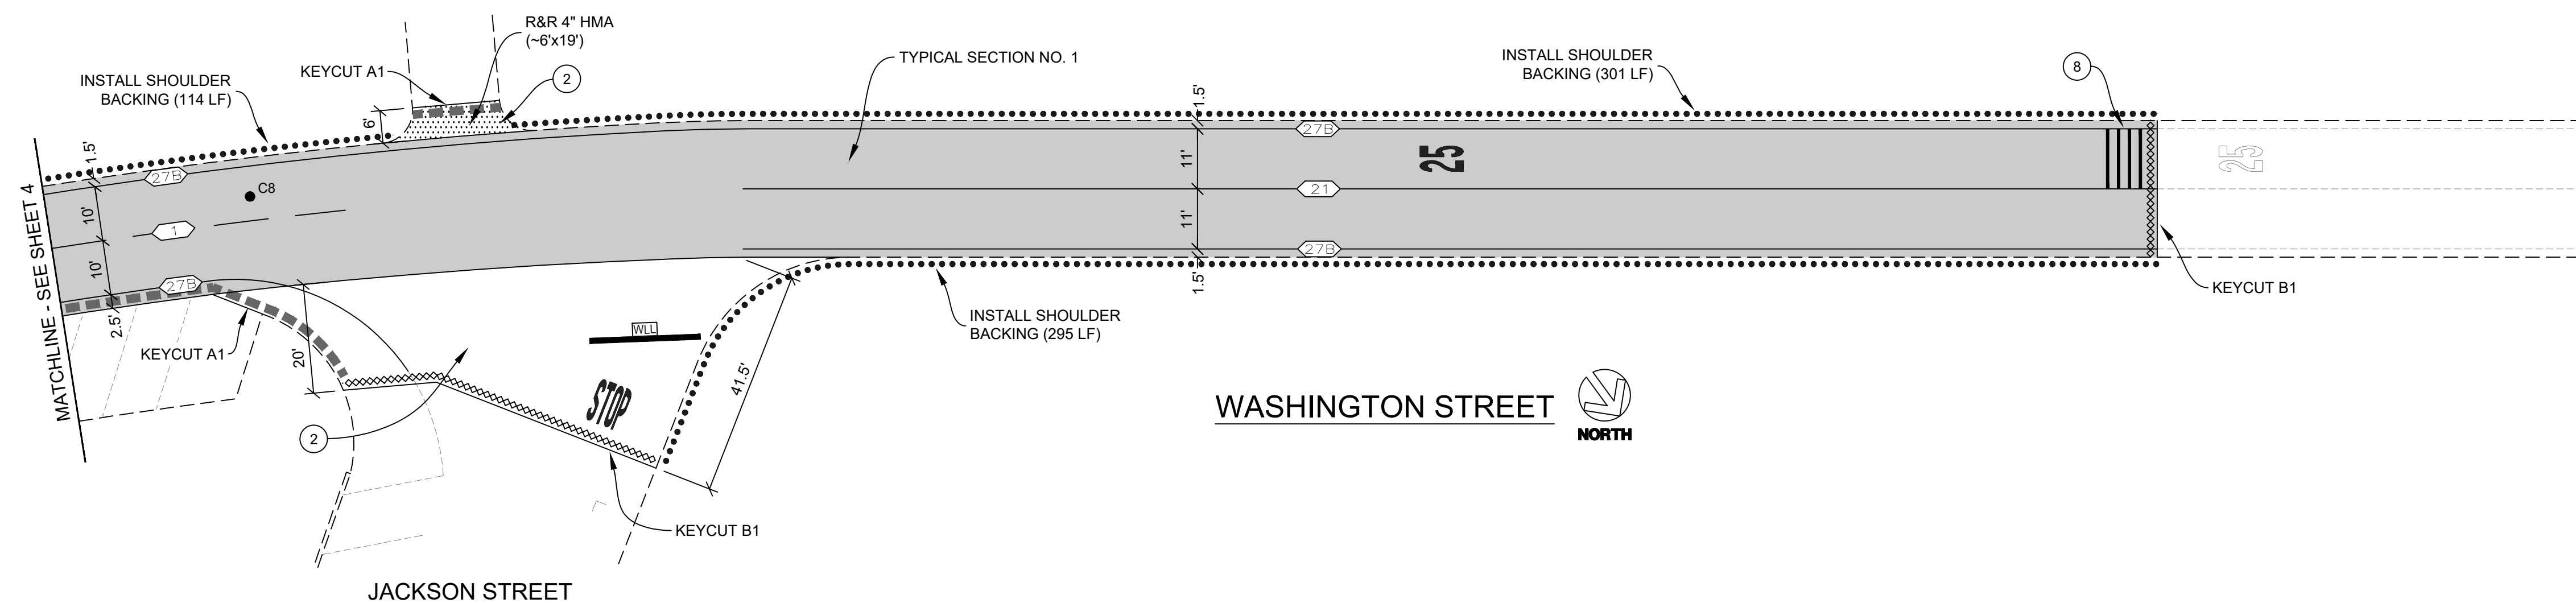 R&R 4" HMA
(~6'x19')
KEYCUT A1
2
INSTALL SHOULDER
BACKING (114 LF)
TYPICAL SECTION NO. 1
INSTALL SHOULDER
BACKING (301 LF)
8
6'
1.5'
1.5'
27B
27B
25
25
C8
11'
10'
21
1
11'
MATCHLINE - SEE SHEET 4
10'
27B
27B
1.5'
2.5'
KEYCUT B1
INSTALL SHOULDER
BACKING (295 LF)
WLL
KEYCUT A1
20'
41.5'
STOP
WASHINGTON STREET
NORTH
2
KEYCUT B1
JACKSON STREET